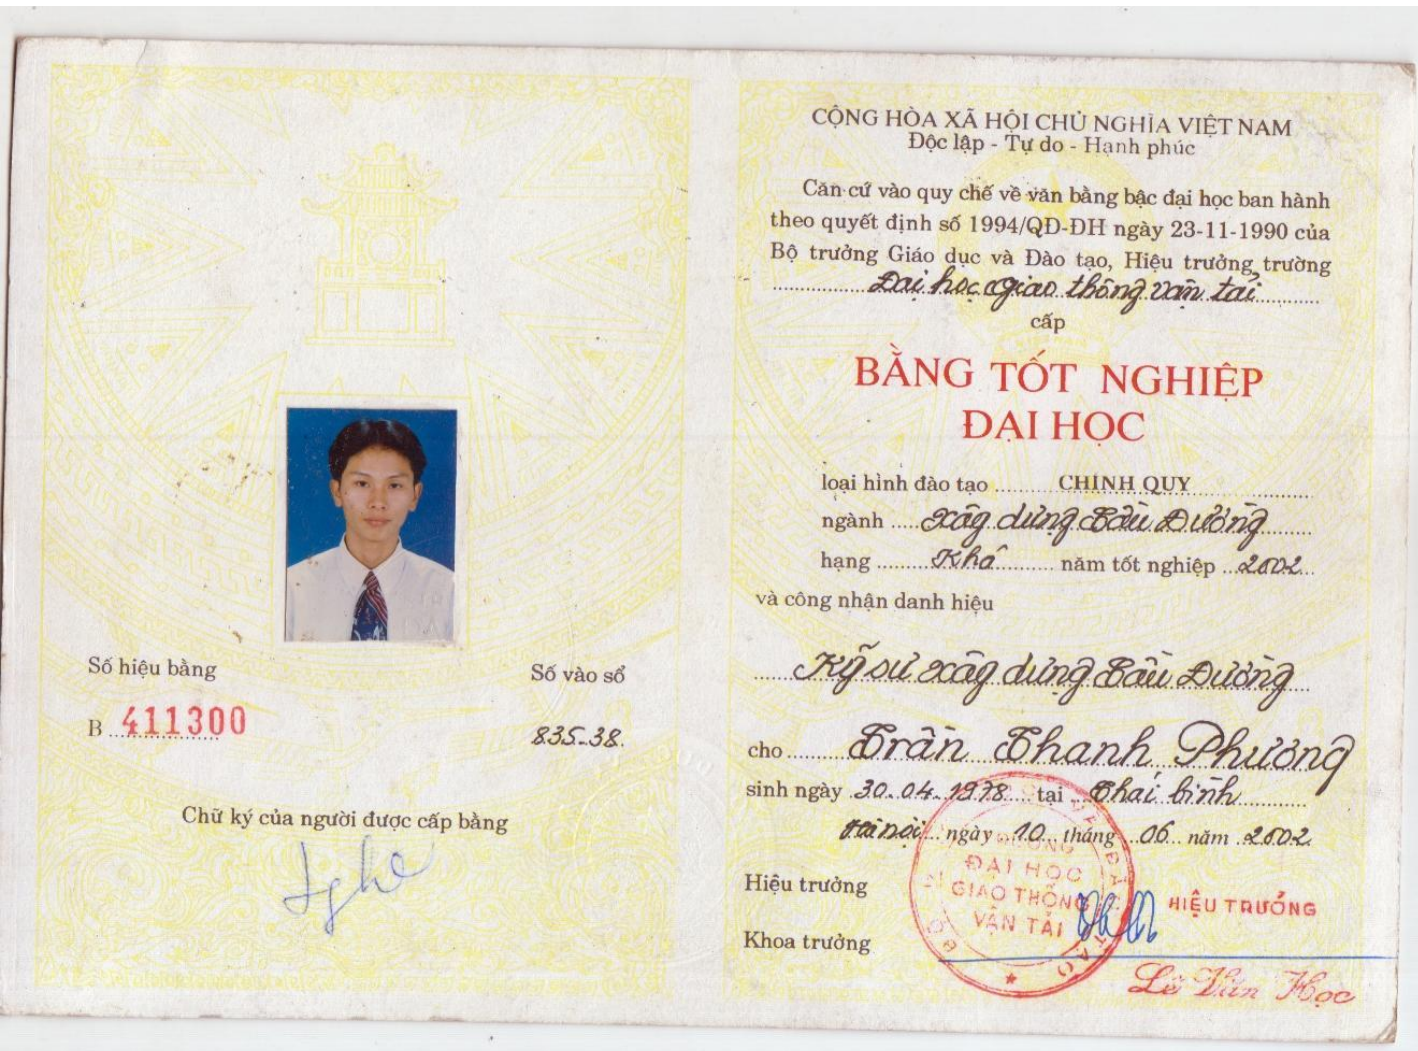 Số hiệu bằng
Số vào sổ
B 411300
835-38.
Chữ ký của người được cấp bằng
CỘNG HÒA XÃ HỘI CHỦ NGHĨA VIỆT NAM
Độc lập - Tự do - Hạnh phúc
Căn cứ vào quy chế về văn bằng bậc đại học ban hành
theo quyết định số 1994/QĐ-ĐH ngày 23-11-1990 của
Bộ trưởng Giáo dục và Đào tạo, Hiệu trưởng trường
Đại học giao thông vận tải
cấp
BẰNG TỐT NGHIỆP
ĐẠI HỌC
loại hình đào tạo CHÍNH QUY
ngành Xây dựng Cầu Đường
hạng Khá năm tốt nghiệp 2002
và công nhận danh hiệu
Kỹ sư xây dựng Cầu Đường
cho Trần Thanh Phương
sinh ngày 30.04.1978 tại Thái bình
Hà nội ngày 10 tháng 06 năm 2002
Hiệu trưởng
Khoa trưởng
TRƯỜNG
ĐẠI HỌC
GIAO THÔNG
VẬN TẢI
BỘ GIÁO DỤC VÀ ĐÀO TẠO
HIỆU TRƯỞNG
Lê Văn Học